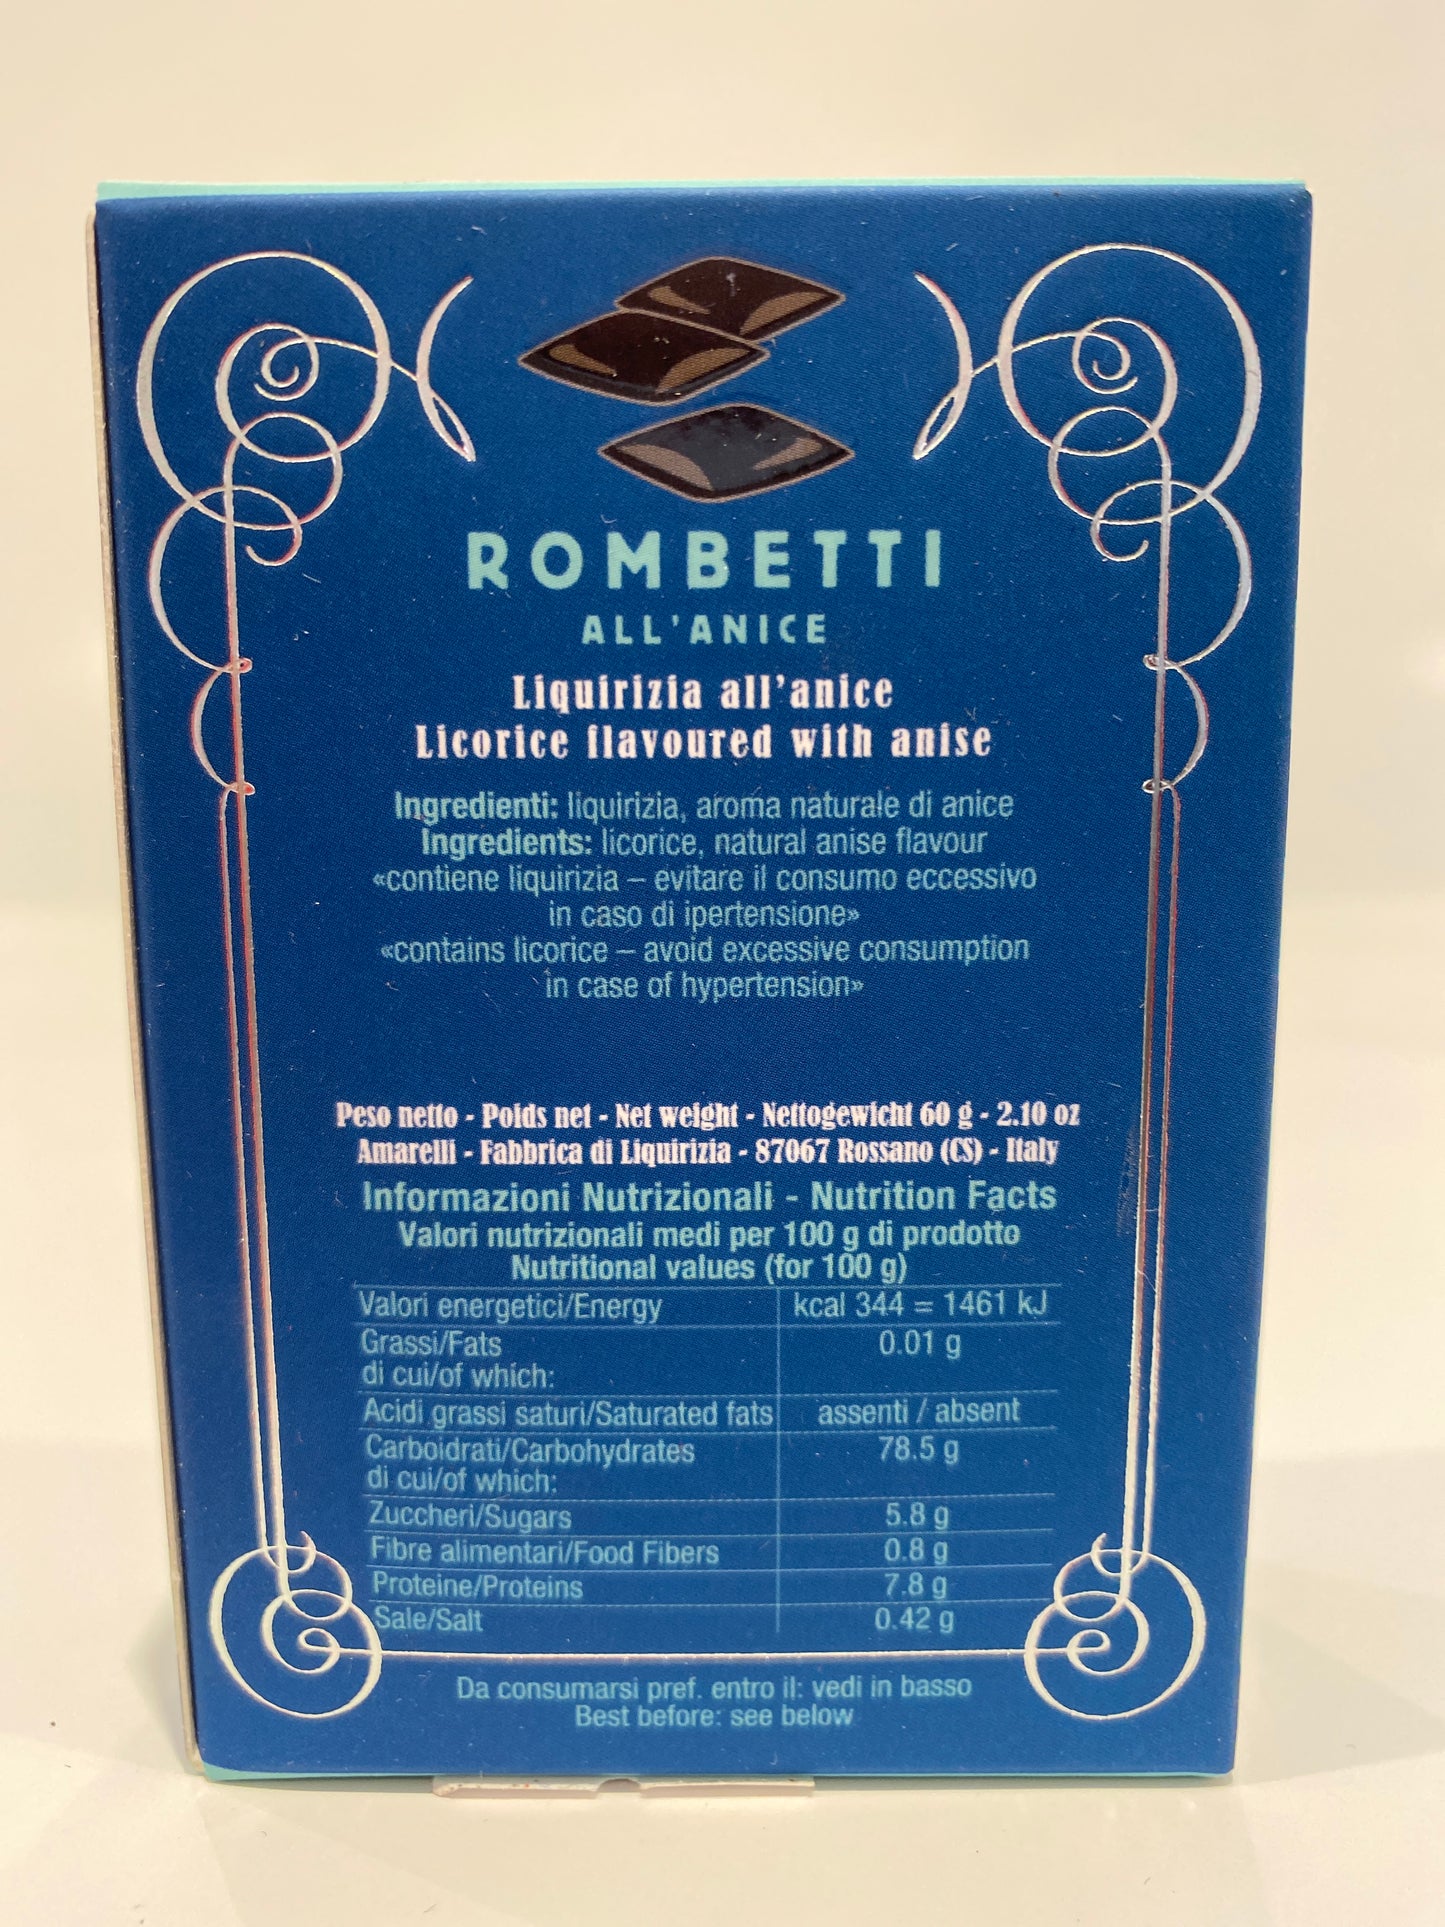 ROMBETTI
ALL'ANICE
Liquirizia all'anice
Licorice flavoured with anise
Ingredienti: liquirizia, aroma naturale di anice
Ingredients: licorice, natural anise flavour
«contiene liquirizia – evitare il consumo eccessivo
in caso di ipertensione»
«contains licorice – avoid excessive consumption
in case of hypertension»
Peso netto - Poids net - Net weight - Nettogewicht 60 g - 2.10 oz
Amarelli - Fabbrica di Liquirizia - 87067 Rossano (CS) - Italy
Informazioni Nutrizionali - Nutrition Facts
Valori nutrizionali medi per 100 g di prodotto
Nutritional values (for 100 g)
Valori energetici/Energy kcal 344 = 1461 kJ
Grassi/Fats 0.01 g
di cui/of which:
Acidi grassi saturi/Saturated fats assenti / absent
Carboidrati/Carbohydrates 78.5 g
di cui/of which:
Zuccheri/Sugars 5.8 g
Fibre alimentari/Food Fibers 0.8 g
Proteine/Proteins 7.8 g
Sale/Salt 0.42 g
Da consumarsi pref. entro il: vedi in basso
Best before: see below